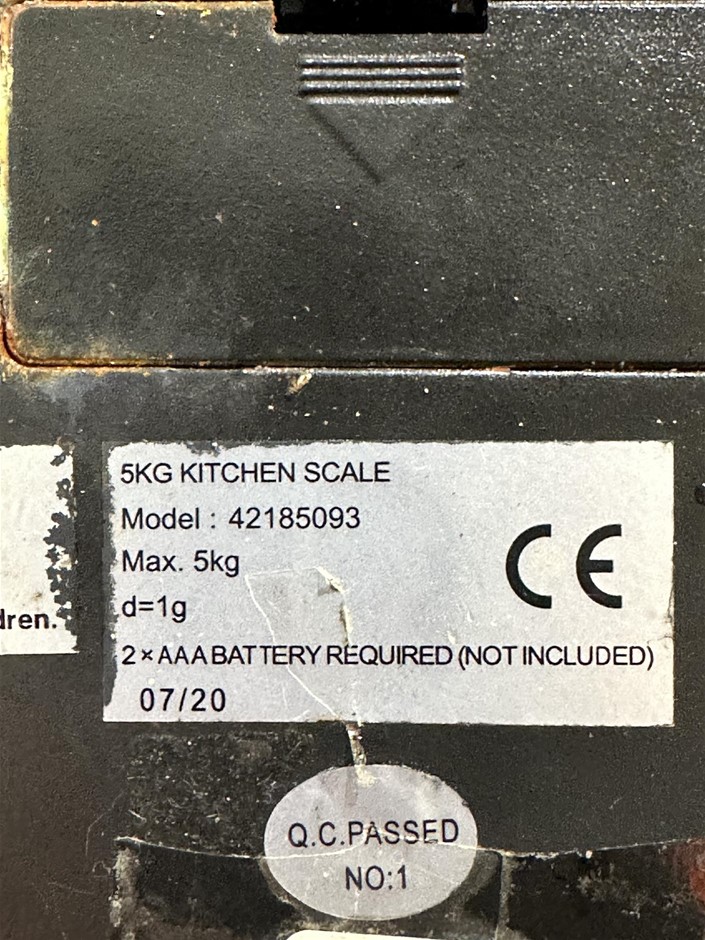 5KG KITCHEN SCALE
Model : 42185093
Max. 5kg
d=1g
CE
2×AAA BATTERY REQUIRED (NOT INCLUDED)
07/20
dren.
Q.C.PASSED
NO:1